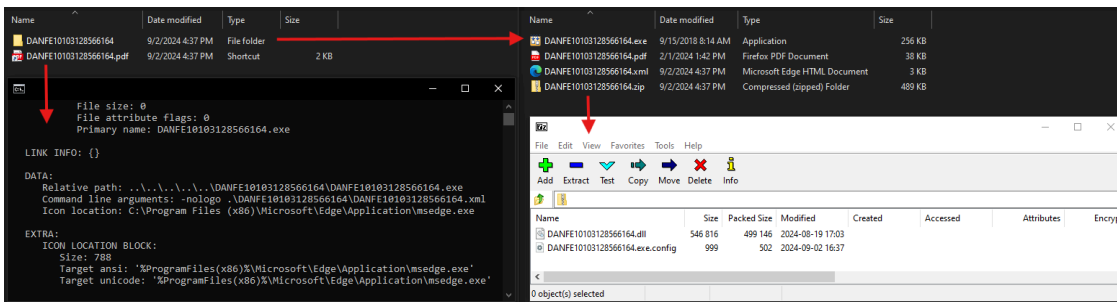 Name Date modified Type Size
DANFE10103128566164 9/2/2024 4:37 PM File folder
DANFE10103128566164.pdf 9/2/2024 4:37 PM Shortcut 2 KB
File size: 0
File attribute flags: 0
Primary name: DANFE10103128566164.exe
LINK INFO: {}
DATA:
Relative path: ..\..\..\..\..\DANFE10103128566164\DANFE10103128566164.exe
Command line arguments: -nologo .\DANFE10103128566164\DANFE10103128566164.xml
Icon location: C:\Program Files (x86)\Microsoft\Edge\Application\msedge.exe
EXTRA:
ICON LOCATION BLOCK:
Size: 788
Target ansi: '%ProgramFiles(x86)%\Microsoft\Edge\Application\msedge.exe'
Target unicode: '%ProgramFiles(x86)%\Microsoft\Edge\Application\msedge.exe'
Name Date modified Type Size
DANFE10103128566164.exe 9/15/2018 8:14 AM Application 256 KB
DANFE10103128566164.pdf 2/1/2024 1:42 PM Firefox PDF Document 38 KB
DANFE10103128566164.xml 9/2/2024 4:37 PM Microsoft Edge HTML Document 3 KB
DANFE10103128566164.zip 9/2/2024 4:37 PM Compressed (zipped) Folder 489 KB
7z
File Edit View Favorites Tools Help
Add Extract Test Copy Move Delete Info
Name Size Packed Size Modified Created Accessed Attributes Encryp
DANFE10103128566164.dll 546 816 499 146 2024-08-19 17:03
DANFE10103128566164.exe.config 999 502 2024-09-02 16:37
0 object(s) selected